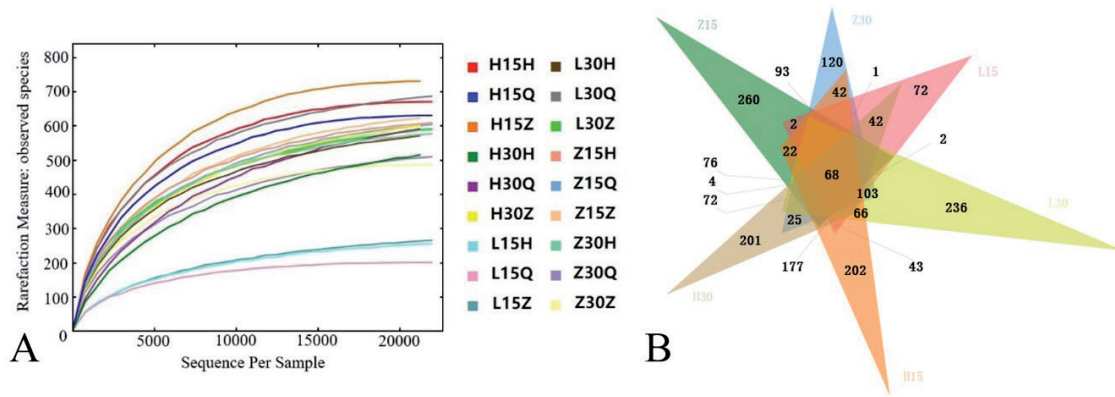 800
700
600
500
400
300
200
100
0
5000
10000
15000
20000
Rarefaction Measure: observed species
Sequence Per Sample
A
H15H L30H
H15Q L30Q
H15Z L30Z
H30H Z15H
H30Q Z15Q
H30Z Z15Z
L15H Z30H
L15Q Z30Q
L15Z Z30Z
Z15
Z30
L15
L30
H15
H30
93
120
1
260
42
72
2
42
2
22
76
68
4
103
72
66
236
25
201
177
202
43
B